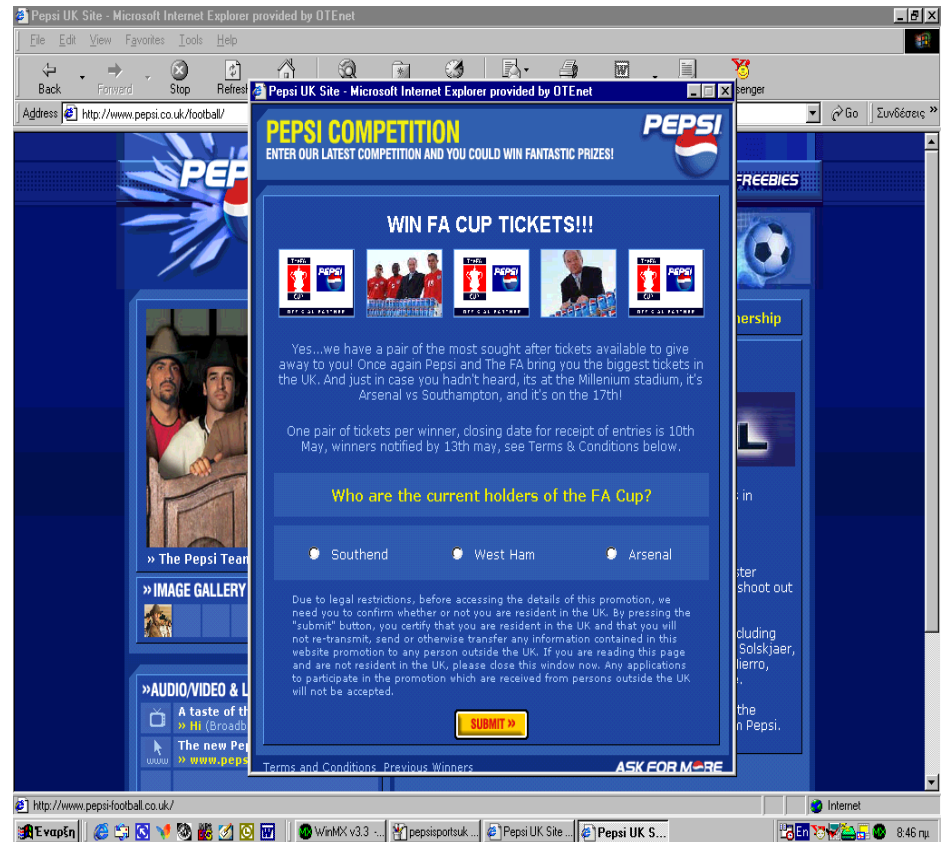 Pepsi UK Site - Microsoft Internet Explorer provided by OTEnet
File Edit View Favorites Tools Help
Back Forward Stop Refresh
Address http://www.pepsi.co.uk/football/ Go Συνδέσεις »
Pepsi UK Site - Microsoft Internet Explorer provided by OTEnet
PEPSI COMPETITION
ENTER OUR LATEST COMPETITION AND YOU COULD WIN FANTASTIC PRIZES!
PEPSI
FREEBIES
WIN FA CUP TICKETS!!!
Yes...we have a pair of the most sought after tickets available to give
away to you! Once again Pepsi and The FA bring you the biggest tickets in
the UK. And just in case you hadn't heard, its at the Millenium stadium, it's
Arsenal vs Southampton, and it's on the 17th!
One pair of tickets per winner, closing date for receipt of entries is 10th
May, winners notified by 13th may, see Terms & Conditions below.
Who are the current holders of the FA Cup?
Southend West Ham Arsenal
Due to legal restrictions, before accessing the details of this promotion, we
need you to confirm whether or not you are resident in the UK. By pressing the
"submit" button, you certify that you are resident in the UK and that you will
not re-transmit, send or otherwise transfer any information contained in this
website promotion to any person outside the UK. If you are reading this page
and are not resident in the UK, please close this window now. Any applications
to participate in the promotion which are received from persons outside the UK
will not be accepted.
SUBMIT »
Terms and Conditions Previous Winners
ASK FOR MORE
» The Pepsi Team
» IMAGE GALLERY
»AUDIO/VIDEO & L
A taste of th
» Hi (Broadb
The new Pep
» www.peps
www
nership
in
shoot out
Solskjaer,
the
Pepsi.
http://www.pepsi-football.co.uk/ Internet
Έναρξη WinMX v3.3 -... pepsisportsuk ... Pepsi UK Site ... Pepsi UK S... En 8:46 πμ